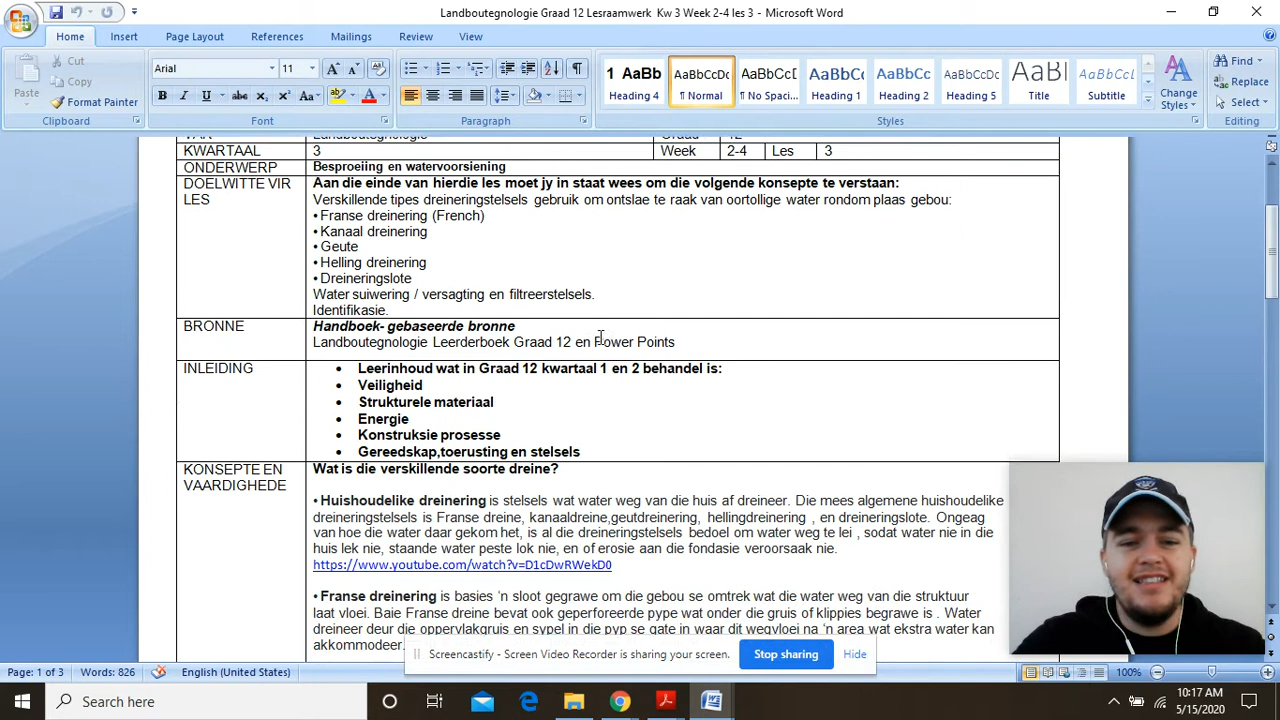 Landboutegnologie Graad 12 Lesraamwerk Kw 3 Week 2-4 les 3 - Microsoft Word
Home Insert Page Layout References Mailings Review View
Paste
Cut
Copy
Format Painter
Clipboard
Arial 11
Font
Paragraph
1 AaBb AaBbCcDc AaBbCcDc AaBbCc AaBbCc AaBbCcDc AaB AaBbCc
Heading 4 ¶ Normal ¶ No Spaci... Heading 1 Heading 2 Heading 5 Title Subtitle
Change Styles
Styles
Find
Replace
Select
Editing
VAK Landboutegnologie Graad 12
KWARTAAL 3 Week 2-4 Les 3
ONDERWERP Besproeiing en watervoorsiening
DOELWITTE VIR Aan die einde van hierdie les moet jy in staat wees om die volgende konsepte te verstaan:
LES Verskillende tipes dreineringstelsels gebruik om ontslae te raak van oortollige water rondom plaas gebou:
• Franse dreinering (French)
• Kanaal dreinering
• Geute
• Helling dreinering
• Dreineringslote
Water suiwering / versagting en filtreerstelsels.
Identifikasie.
BRONNE Handboek- gebaseerde bronne
Landboutegnologie Leerderboek Graad 12 en Power Points
INLEIDING • Leerinhoud wat in Graad 12 kwartaal 1 en 2 behandel is:
• Veiligheid
• Strukturele materiaal
• Energie
• Konstruksie prosesse
• Gereedskap,toerusting en stelsels
KONSEPTE EN Wat is die verskillende soorte dreine?
VAARDIGHEDE
• Huishoudelike dreinering is stelsels wat water weg van die huis af dreineer. Die mees algemene huishoudelike
dreineringstelsels is Franse dreine, kanaaldreine,geutdreinering, hellingdreinering , en dreineringslote. Ongeag
van hoe die water daar gekom het, is al die dreineringstelsels bedoel om water weg te lei , sodat water nie in die
huis lek nie, staande water peste lok nie, en of erosie aan die fondasie veroorsaak nie.
https://www.youtube.com/watch?v=D1cDwRWekD0
• Franse dreinering is basies 'n sloot gegrawe om die gebou se omtrek wat die water weg van die struktuur
laat vloei. Baie Franse dreine bevat ook geperforeerde pype wat onder die gruis of klippies begrawe is . Water
dreineer deur die oppervlakgruis en sypel in die pyp se gate in waar dit wegvloei na 'n area wat ekstra water kan
akkommodeer.
Screencastify - Screen Video Recorder is sharing your screen. Stop sharing Hide
Page: 1 of 3 Words: 826 English (United States) 100%
Search here
10:17 AM
5/15/2020